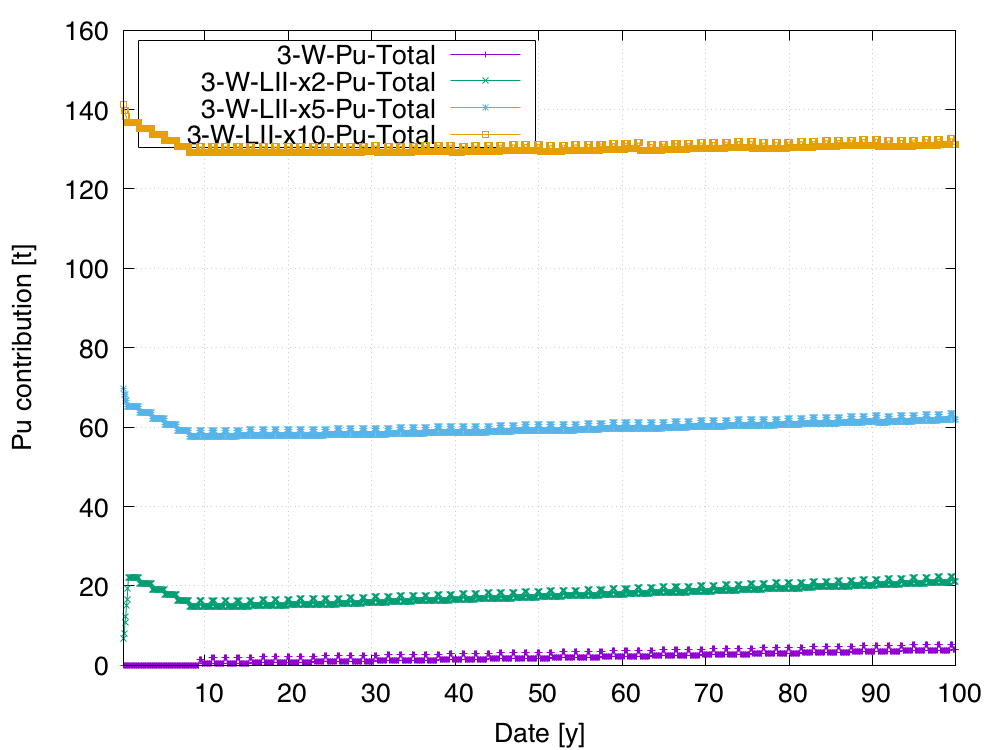 160
140
120
100
80
60
40
20
0
Pu contribution [t]
3-W-Pu-Total
3-W-LII-x2-Pu-Total
3-W-LII-x5-Pu-Total
3-W-LII-x10-Pu-Total
10 20 30 40 50 60 70 80 90 100
Date [y]